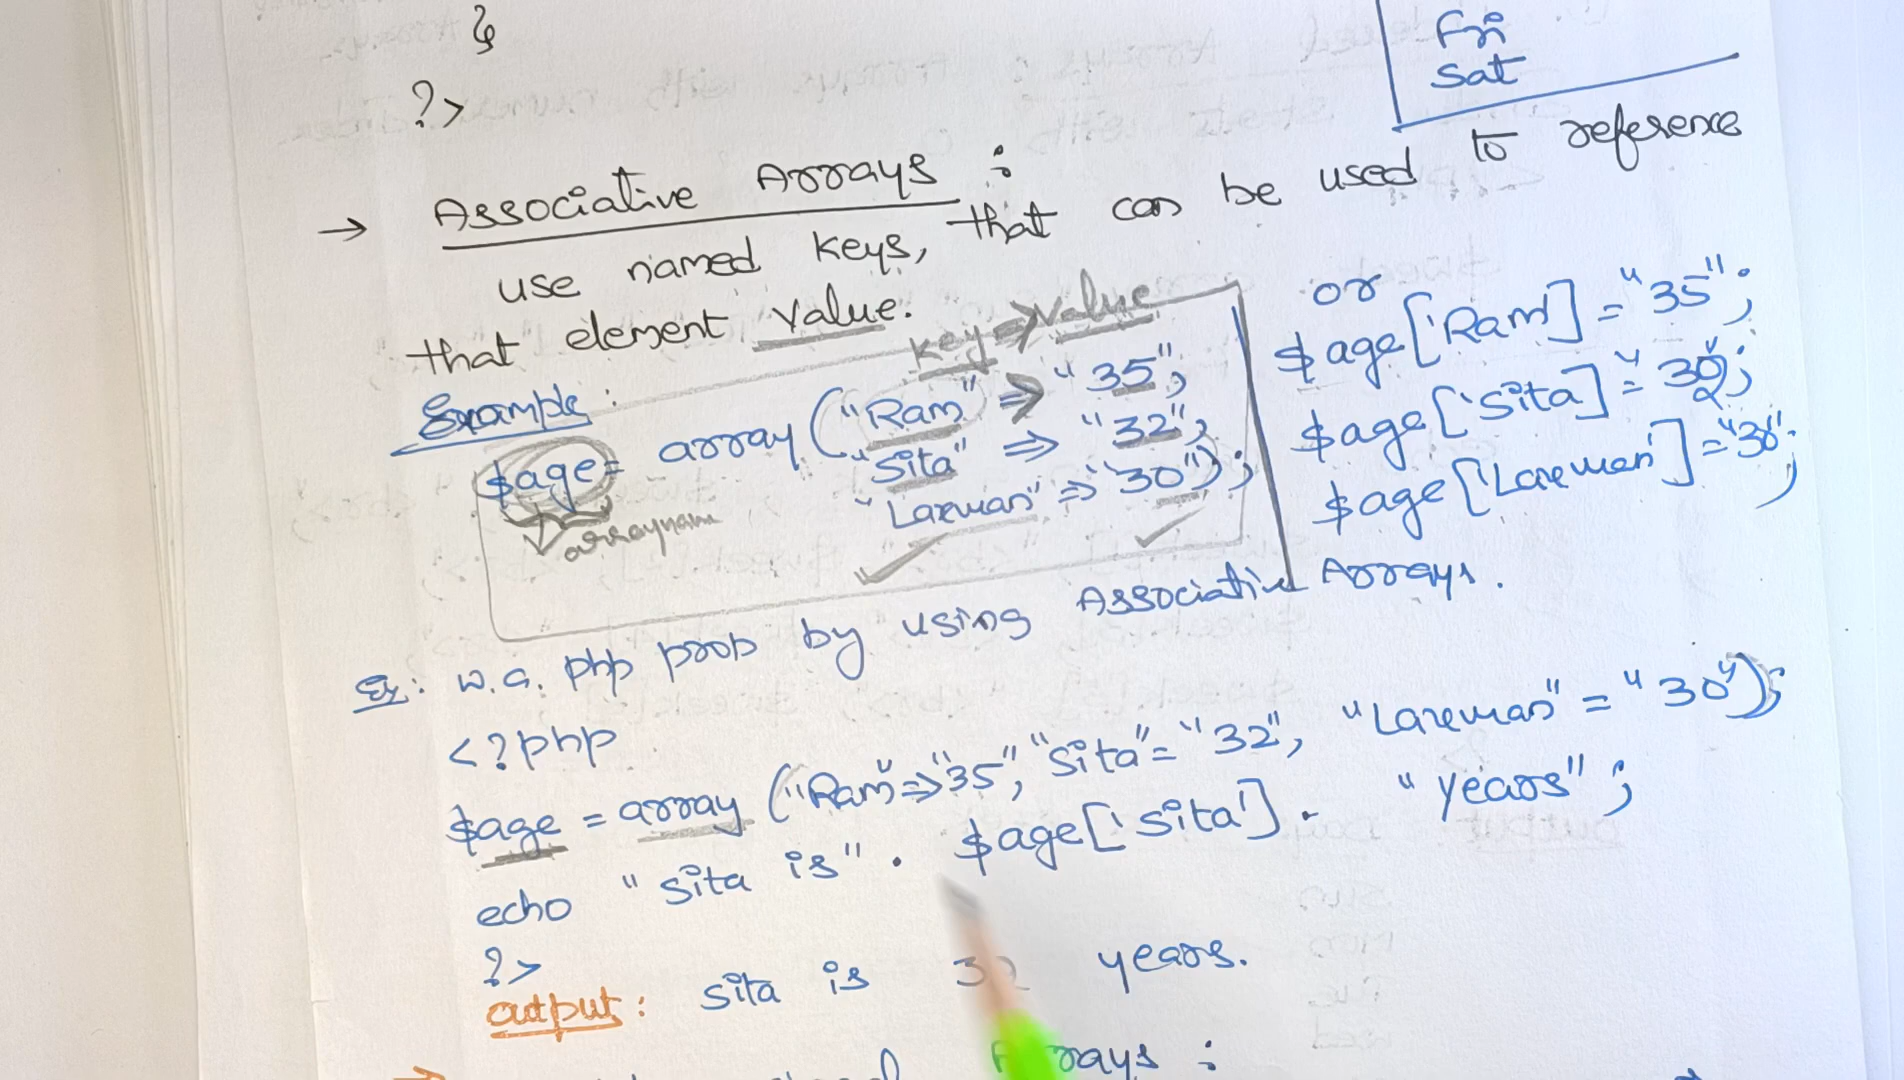 }
?>
Fri
Sat
→ Associative Arrays :
use named keys, that can be used to reference
that element value.
key => value
Example :
$age = array ("Ram" => "35",
"Sita" => "32",
"Laxman" => "30");
arrayname
or
$age['Ram'] = "35";
$age['Sita] = "32";
$age['Laxman'] = "30";
Ex: W.a. php prop by using Associative Arrays.
<?php
$age = array ("Ram" => "35", "Sita" = "32", "Laxman" = "30");
echo "Sita is" . $age['Sita'] . "years";
?>
output : Sita is 32 years.
Arrays :